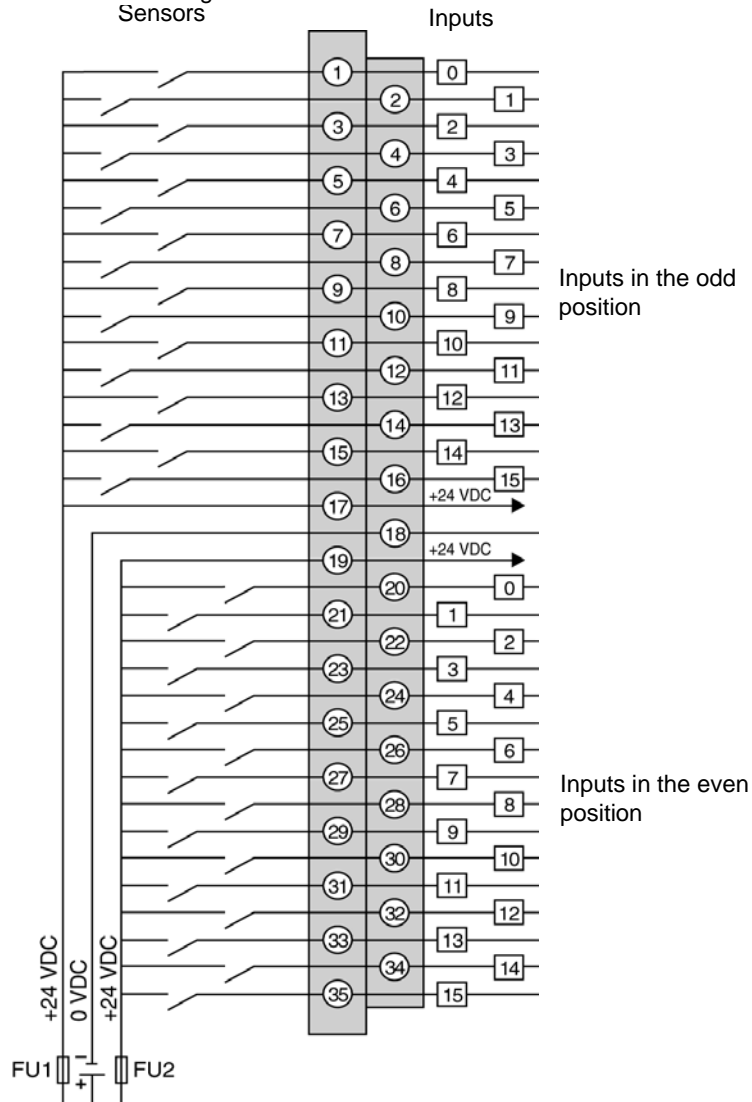 Sensors
Inputs
1 0
2 1
3 2
4 3
5 4
6 5
7 6
8 7
9 8
10 9
11 10
12 11
13 12
14 13
15 14
16 15
17 +24 VDC
18
19 +24 VDC
20 0
21 1
22 2
23 3
24 4
25 5
26 6
27 7
28 8
29 9
30 10
31 11
32 12
33 13
34 14
35 15
Inputs in the odd
position
Inputs in the even
position
+24 VDC
0 VDC
+24 VDC
FU1
−
+
FU2